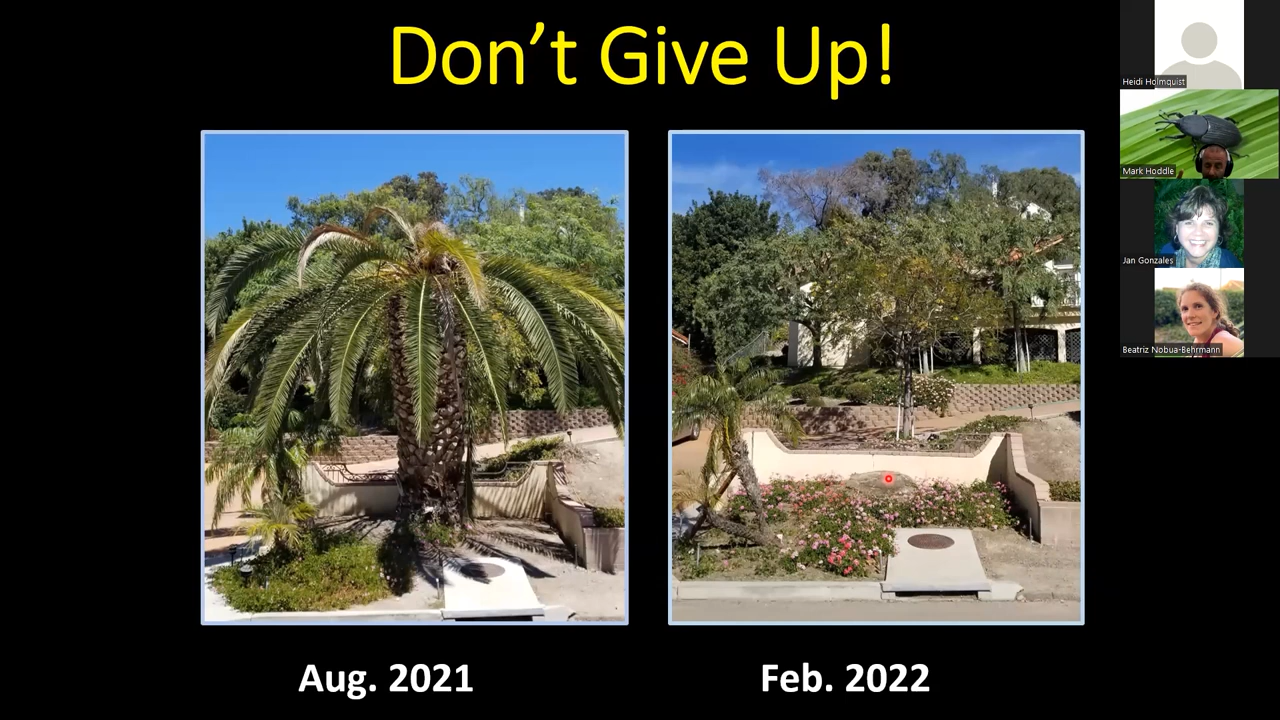 Don't Give Up!
Aug. 2021
Feb. 2022
Heidi Holmquist
Mark Hoddle
Jan Gonzales
Beatriz Nobua-Behrmann